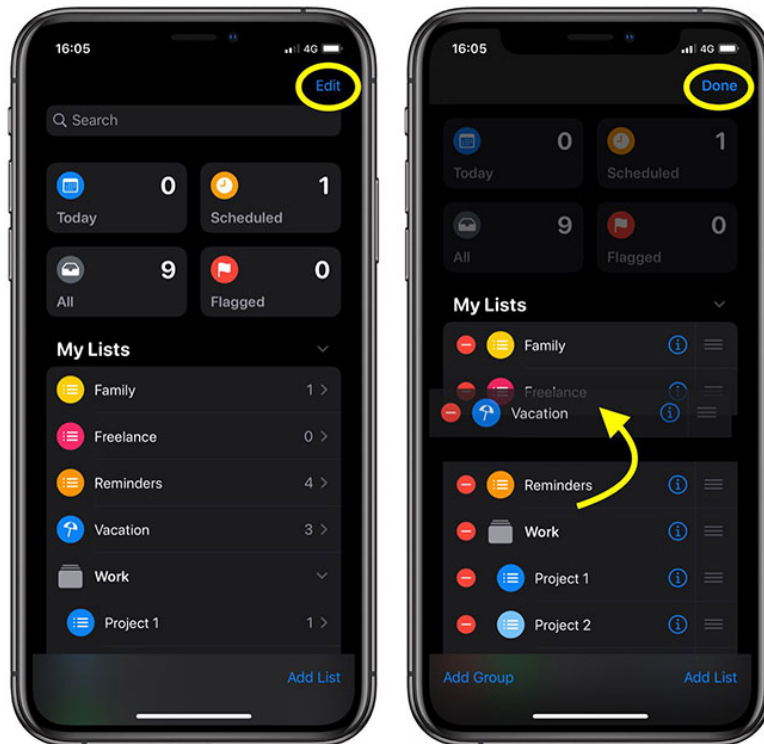 16:05
4G
Edit
Search
0
1
Today
Scheduled
9
0
All
Flagged
My Lists
Family
1
Freelance
0
Reminders
4
Vacation
3
Work
Project 1
1
Add List
16:05
4G
Done
0
1
Today
Scheduled
9
0
All
Flagged
My Lists
Family
Freelance
Vacation
Reminders
Work
Project 1
Project 2
Add Group
Add List